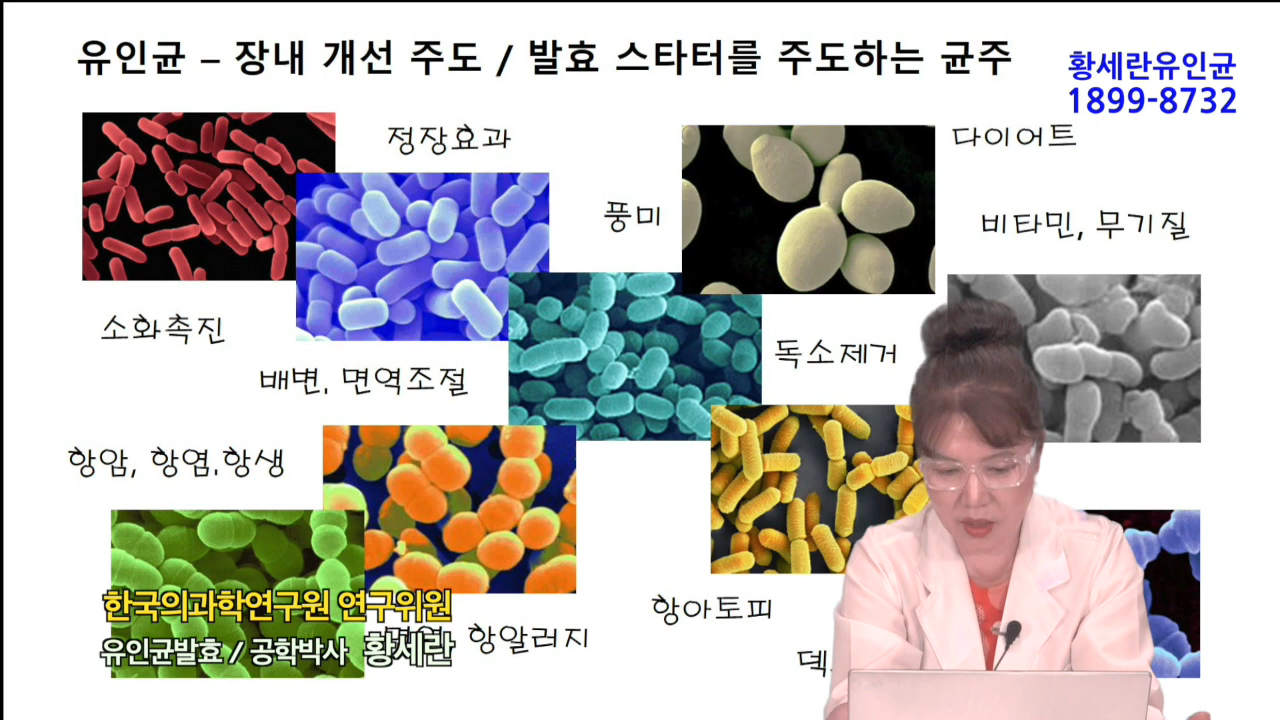 유인균 – 장내 개선 주도 / 발효 스타터를 주도하는 균주
황세란유인균
1899-8732
정장효과
다이어트
풍미
비타민, 무기질
소화촉진
독소제거
배변, 면역조절
항암, 항염.항생
한국의과학연구원 연구위원
유인균발효 / 공학박사 황세란
항아토피
항알러지